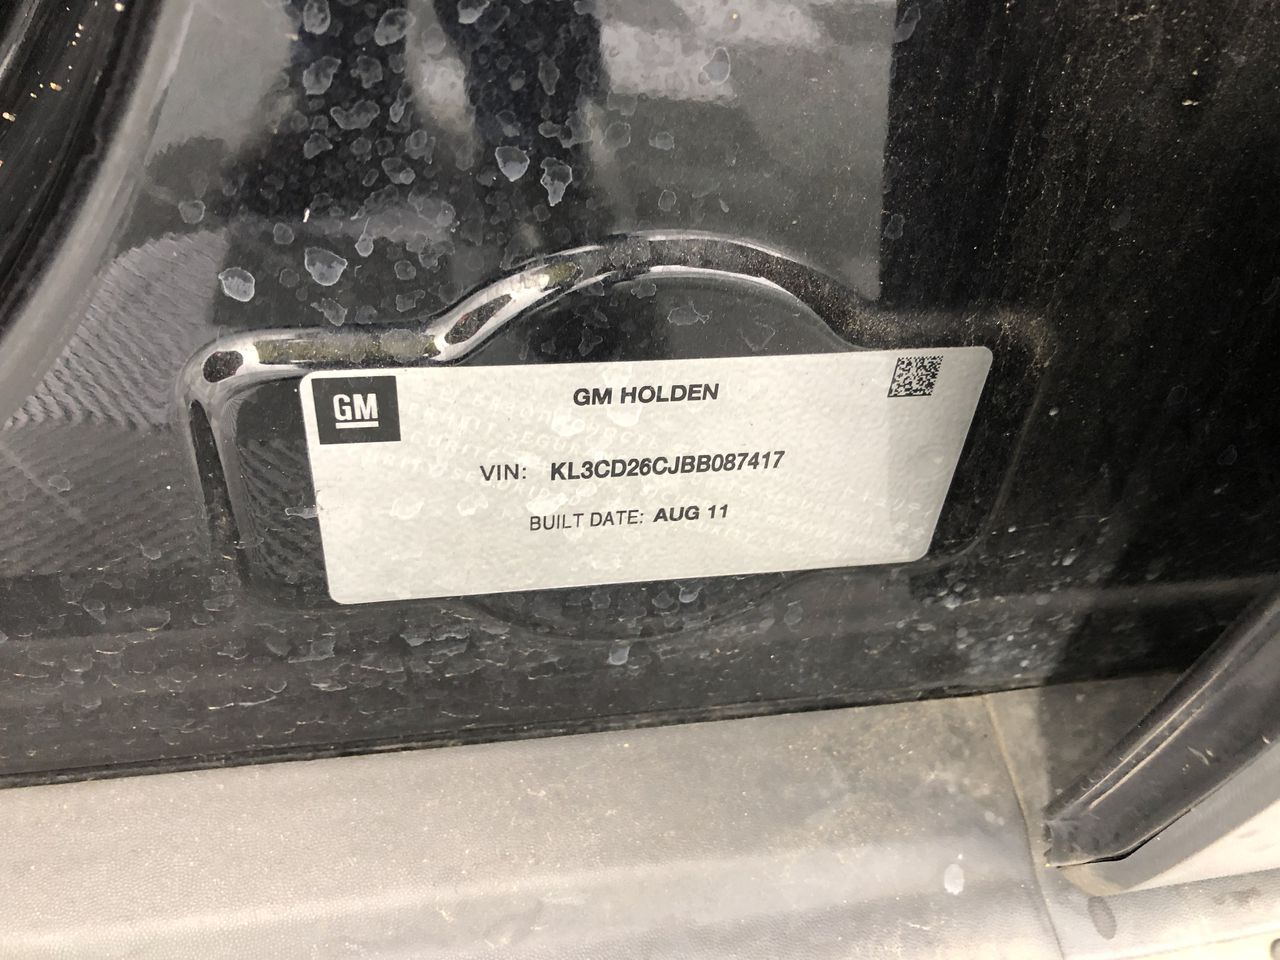 GM
GM HOLDEN
VIN: KL3CD26CJBB087417
BUILT DATE: AUG 11